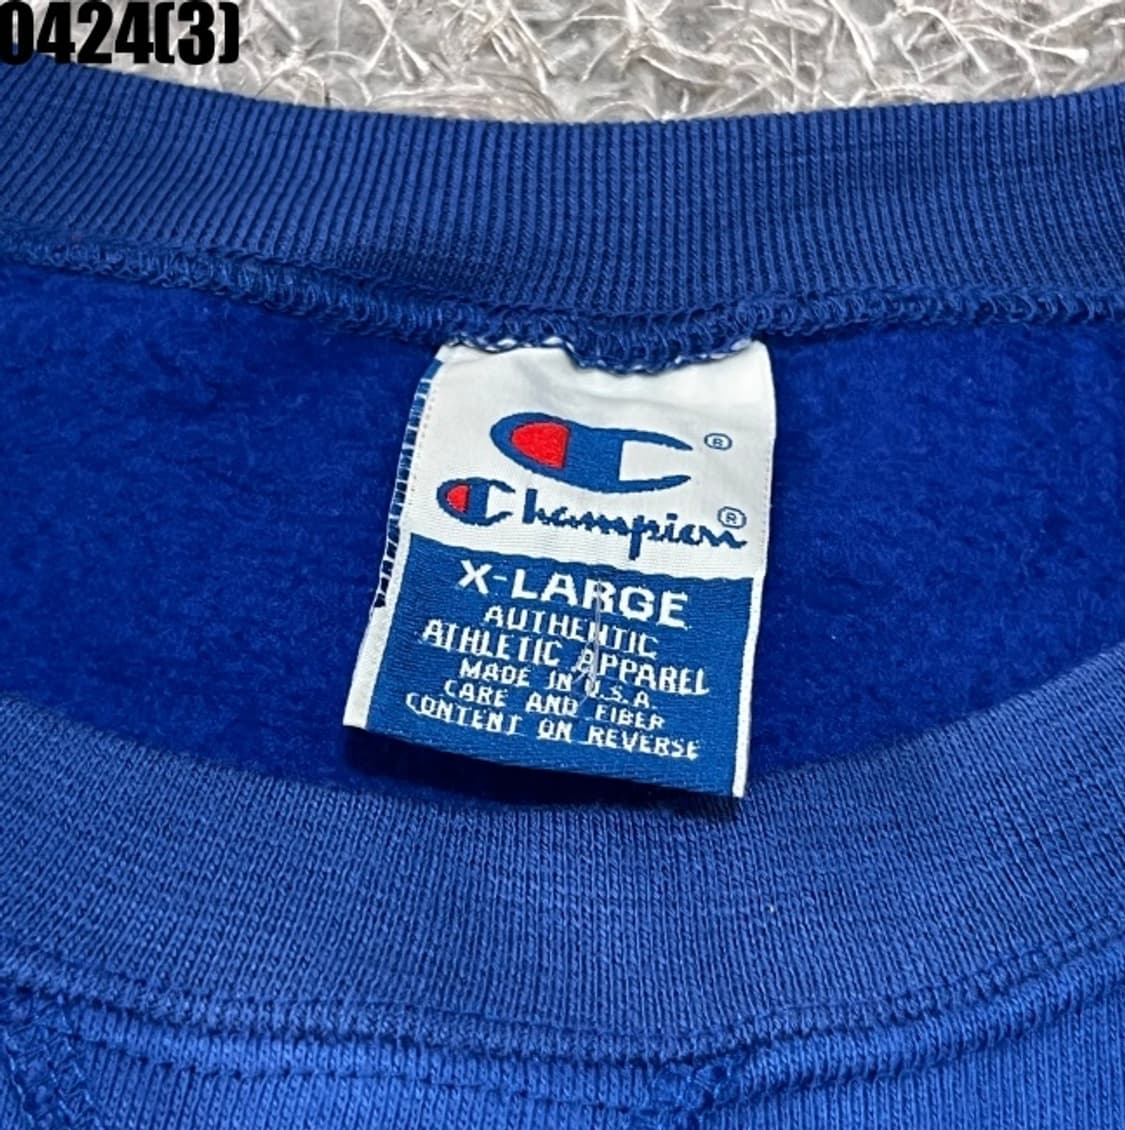 0424(3)
Champion
X-LARGE
AUTHENTIC
ATHLETIC APPAREL
MADE IN U.S.A.
CARE AND FIBER
CONTENT ON REVERSE